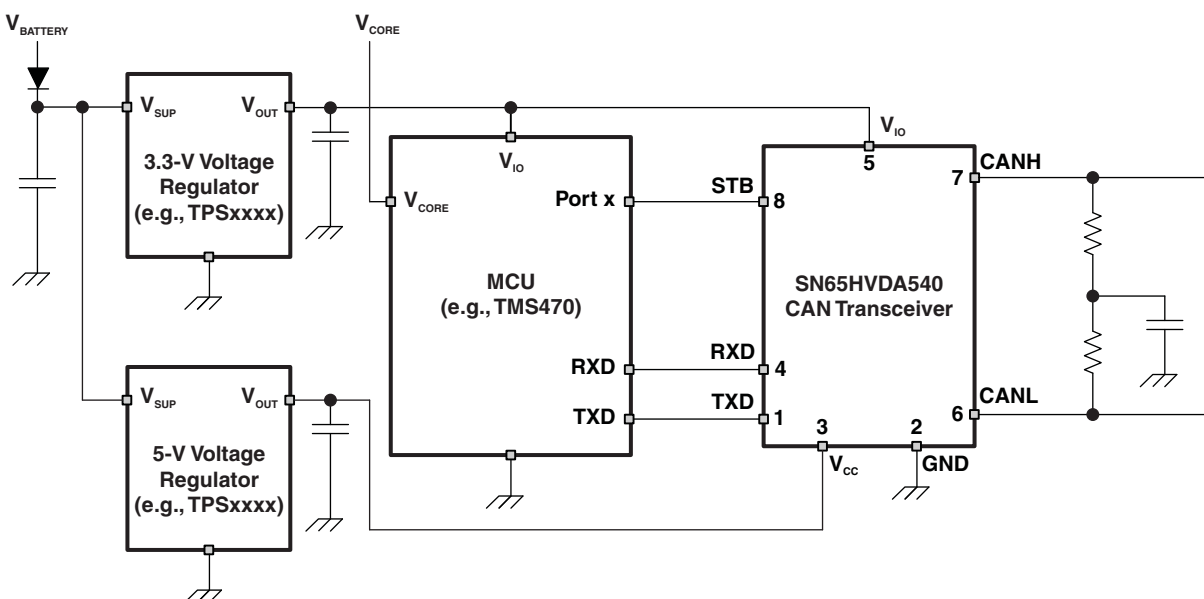 VBATTERY
VCORE
VSUP
VOUT
3.3-V Voltage
Regulator
(e.g., TPSxxxx)
VIO
VCORE
Port x
MCU
(e.g., TMS470)
RXD
TXD
STB
RXD
TXD
VIO
5
8
4
1
SN65HVDA540
CAN Transceiver
7
CANH
6
CANL
3
VCC
2
GND
VSUP
VOUT
5-V Voltage
Regulator
(e.g., TPSxxxx)